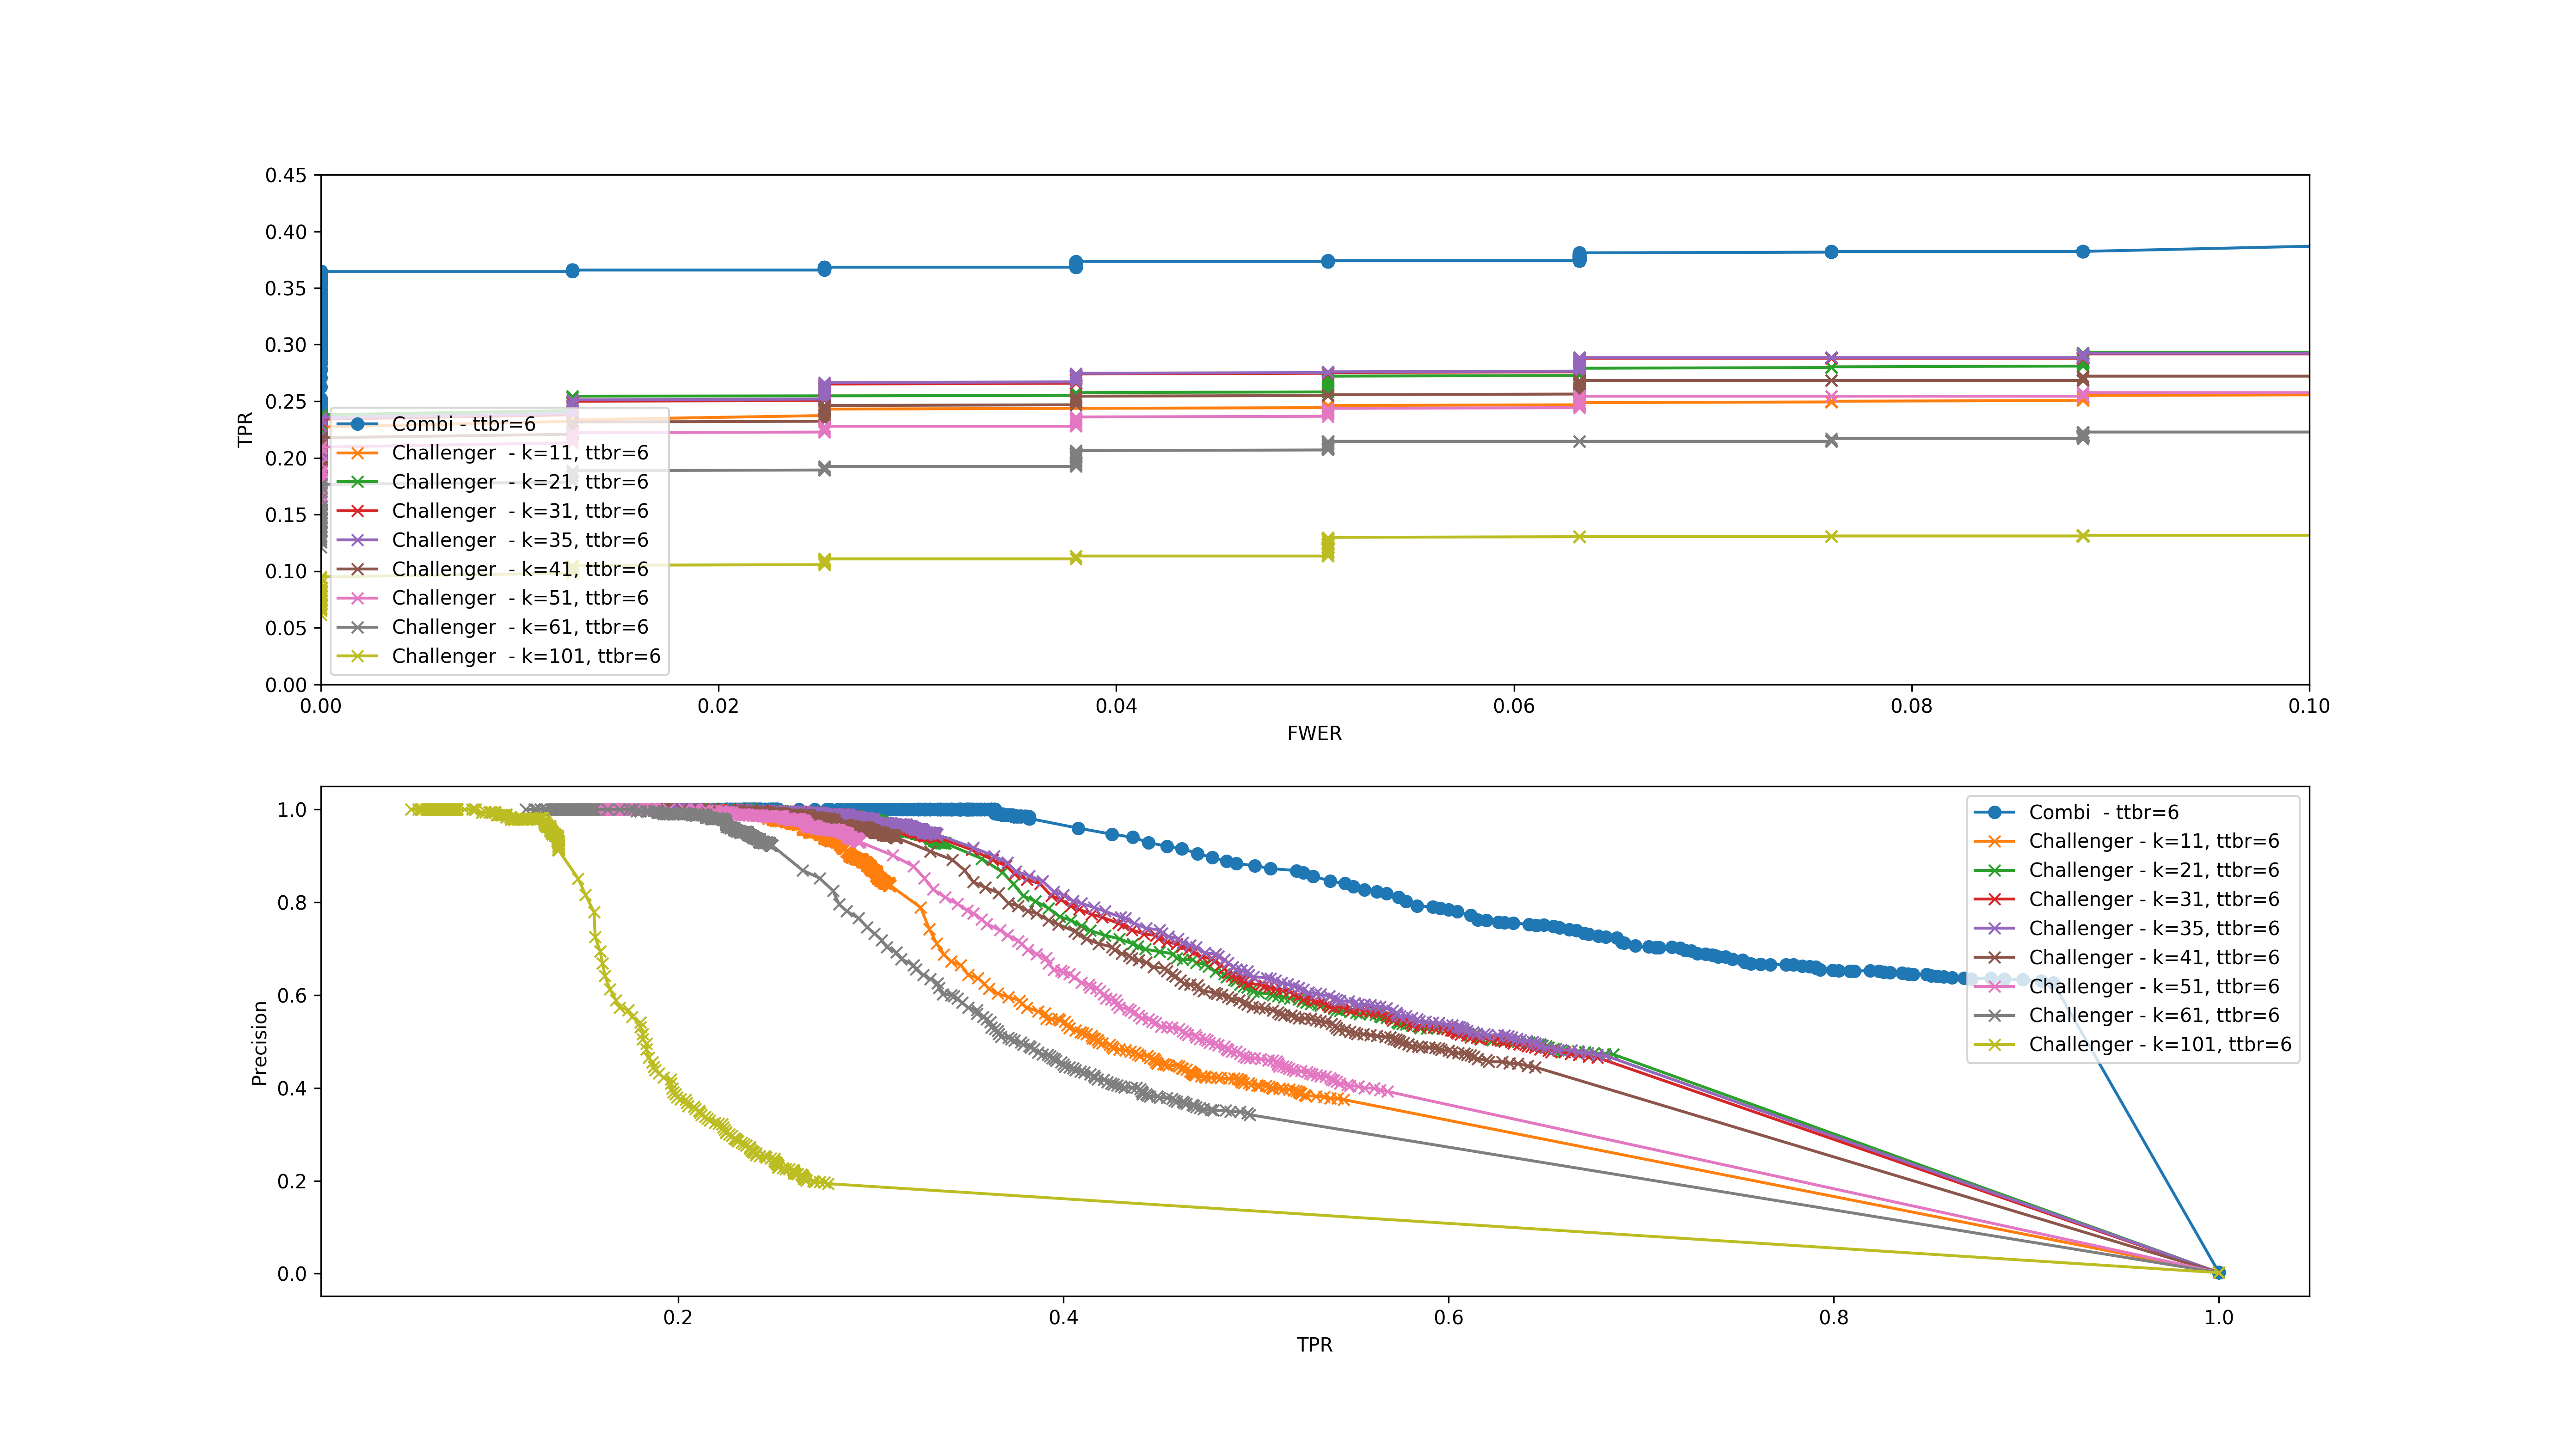 0.45
0.40
0.35
0.30
0.25
0.20
0.15
0.10
0.05
0.00
TPR
Combi - ttbr=6
Challenger  - k=11, ttbr=6
Challenger  - k=21, ttbr=6
Challenger  - k=31, ttbr=6
Challenger  - k=35, ttbr=6
Challenger  - k=41, ttbr=6
Challenger  - k=51, ttbr=6
Challenger  - k=61, ttbr=6
Challenger  - k=101, ttbr=6
0.00 0.02 0.04 0.06 0.08 0.10
FWER
1.0
0.8
0.6
0.4
0.2
0.0
Precision
Combi  - ttbr=6
Challenger - k=11, ttbr=6
Challenger - k=21, ttbr=6
Challenger - k=31, ttbr=6
Challenger - k=35, ttbr=6
Challenger - k=41, ttbr=6
Challenger - k=51, ttbr=6
Challenger - k=61, ttbr=6
Challenger - k=101, ttbr=6
0.2 0.4 0.6 0.8 1.0
TPR